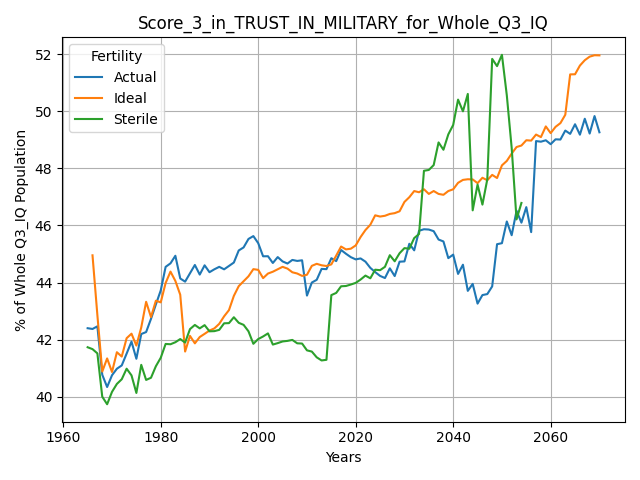 Score_3_in_TRUST_IN_MILITARY_for_Whole_Q3_IQ
Fertility
Actual
Ideal
Sterile
% of Whole Q3_IQ Population
52
50
48
46
44
42
40
1960 1980 2000 2020 2040 2060
Years